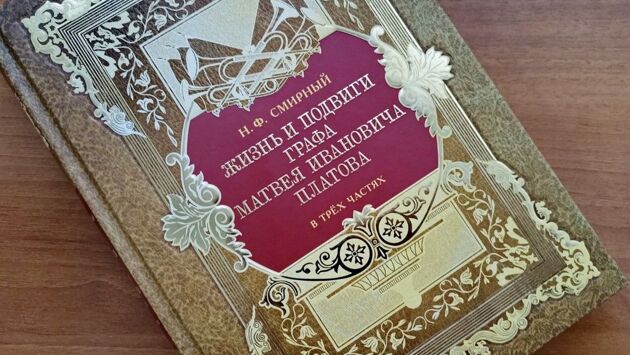 Н. Ф. СМИРНЫЙ
ЖИЗНЬ И ПОДВИГИ
ГРАФА
МАТВЕЯ ИВАНОВИЧА
ПЛАТОВА
В ТРЁХ ЧАСТЯХ